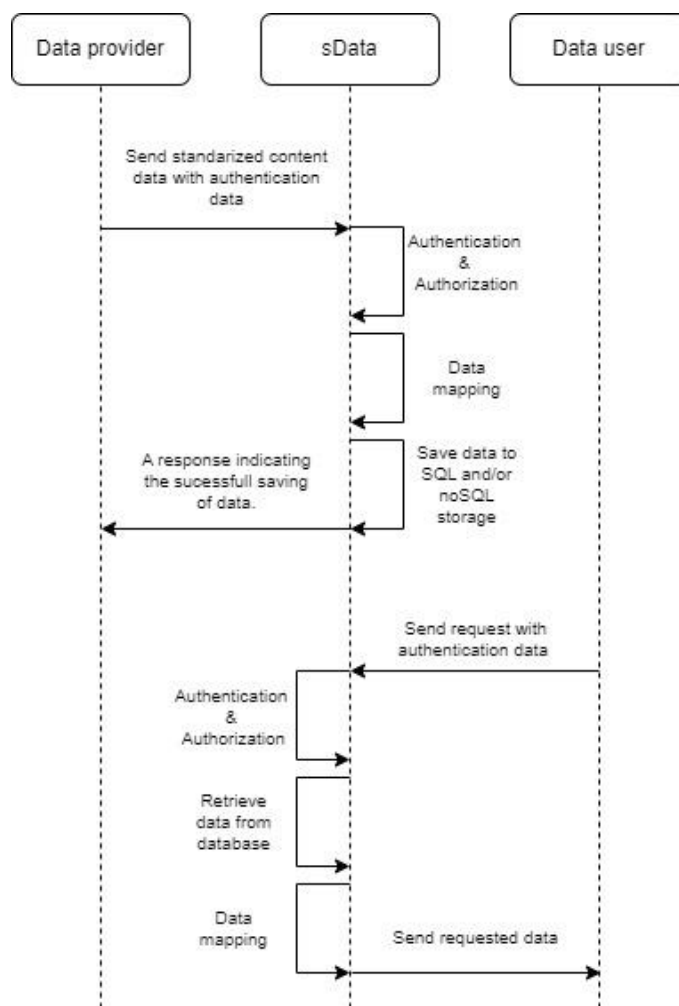 Data provider
sData
Data user
Send standarized content
data with authentication
data
Authentication
&
Authorization
Data
mapping
A response indicating
the sucessfull saving
of data.
Save data to
SQL and/or
noSQL
storage
Send request with
authentication data
Authentication
&
Authorization
Retrieve
data from
database
Data
mapping
Send requested data